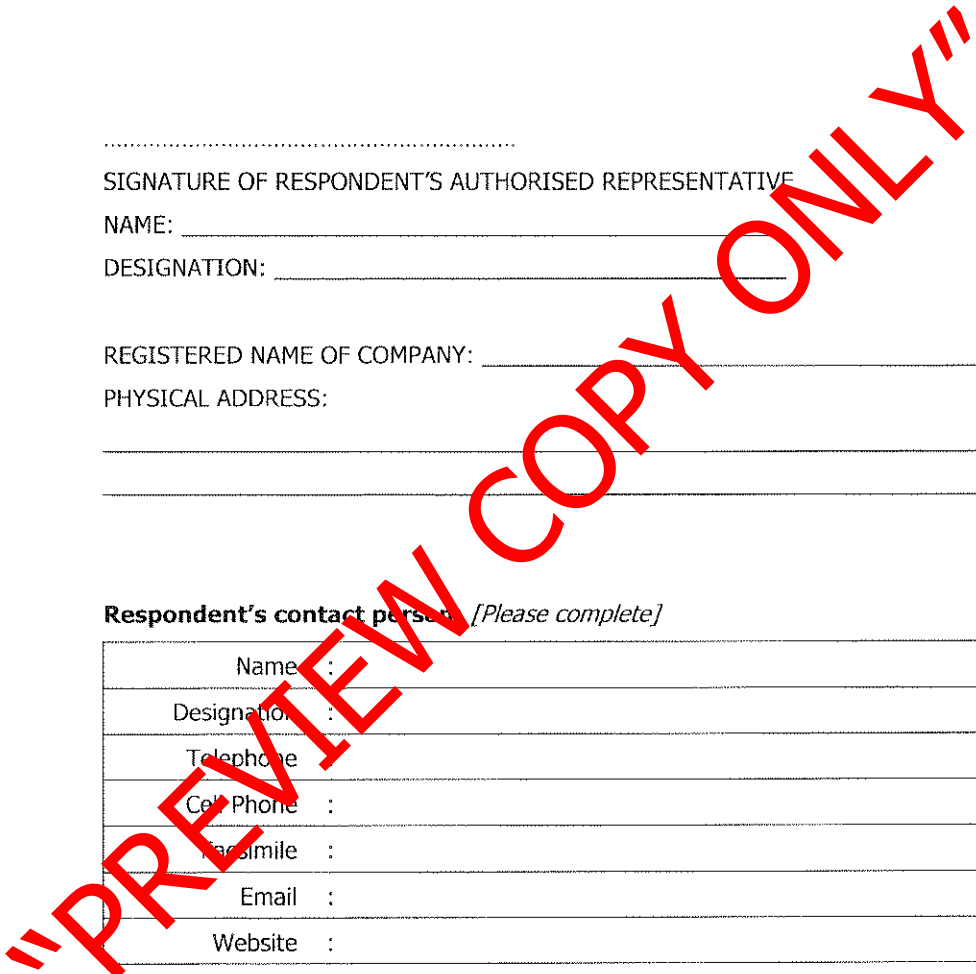 SIGNATURE OF RESPONDENT'S AUTHORISED REPRESENTATIVE
NAME:
DESIGNATION:
REGISTERED NAME OF COMPANY:
PHYSICAL ADDRESS:
Respondent's contact person [Please complete]
Name :
Designation :
Telephone :
Cell Phone :
Facsimile :
Email :
Website :
"PREVIEW COPY ONLY"